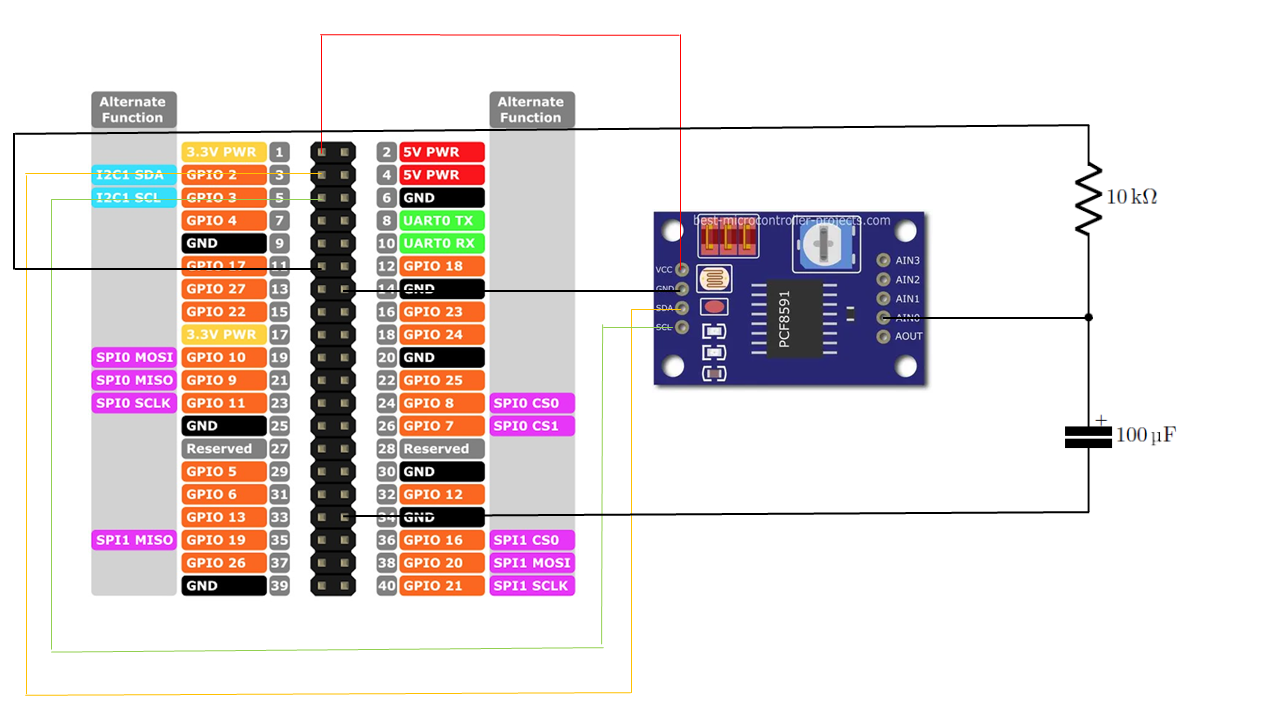 Alternate
Function
Alternate
Function
3.3V PWR 1 2 5V PWR
I2C1 SDA GPIO 2 3 4 5V PWR
I2C1 SCL GPIO 3 5 6 GND
GPIO 4 7 8 UART0 TX
GND 9 10 UART0 RX
GPIO 17 11 12 GPIO 18
GPIO 27 13 14 GND
GPIO 22 15 16 GPIO 23
3.3V PWR 17 18 GPIO 24
SPI0 MOSI GPIO 10 19 20 GND
SPI0 MISO GPIO 9 21 22 GPIO 25
SPI0 SCLK GPIO 11 23 24 GPIO 8 SPI0 CS0
GND 25 26 GPIO 7 SPI0 CS1
Reserved 27 28 Reserved
GPIO 5 29 30 GND
GPIO 6 31 32 GPIO 12
GPIO 13 33 34 GND
SPI1 MISO GPIO 19 35 36 GPIO 16 SPI1 CS0
GPIO 26 37 38 GPIO 20 SPI1 MOSI
GND 39 40 GPIO 21 SPI1 SCLK
best-microcontroller-projects.com
VCC
GND
SDA
SCL
PCF8591
AIN3
AIN2
AIN1
AIN0
AOUT
10 kΩ
+
100 µF